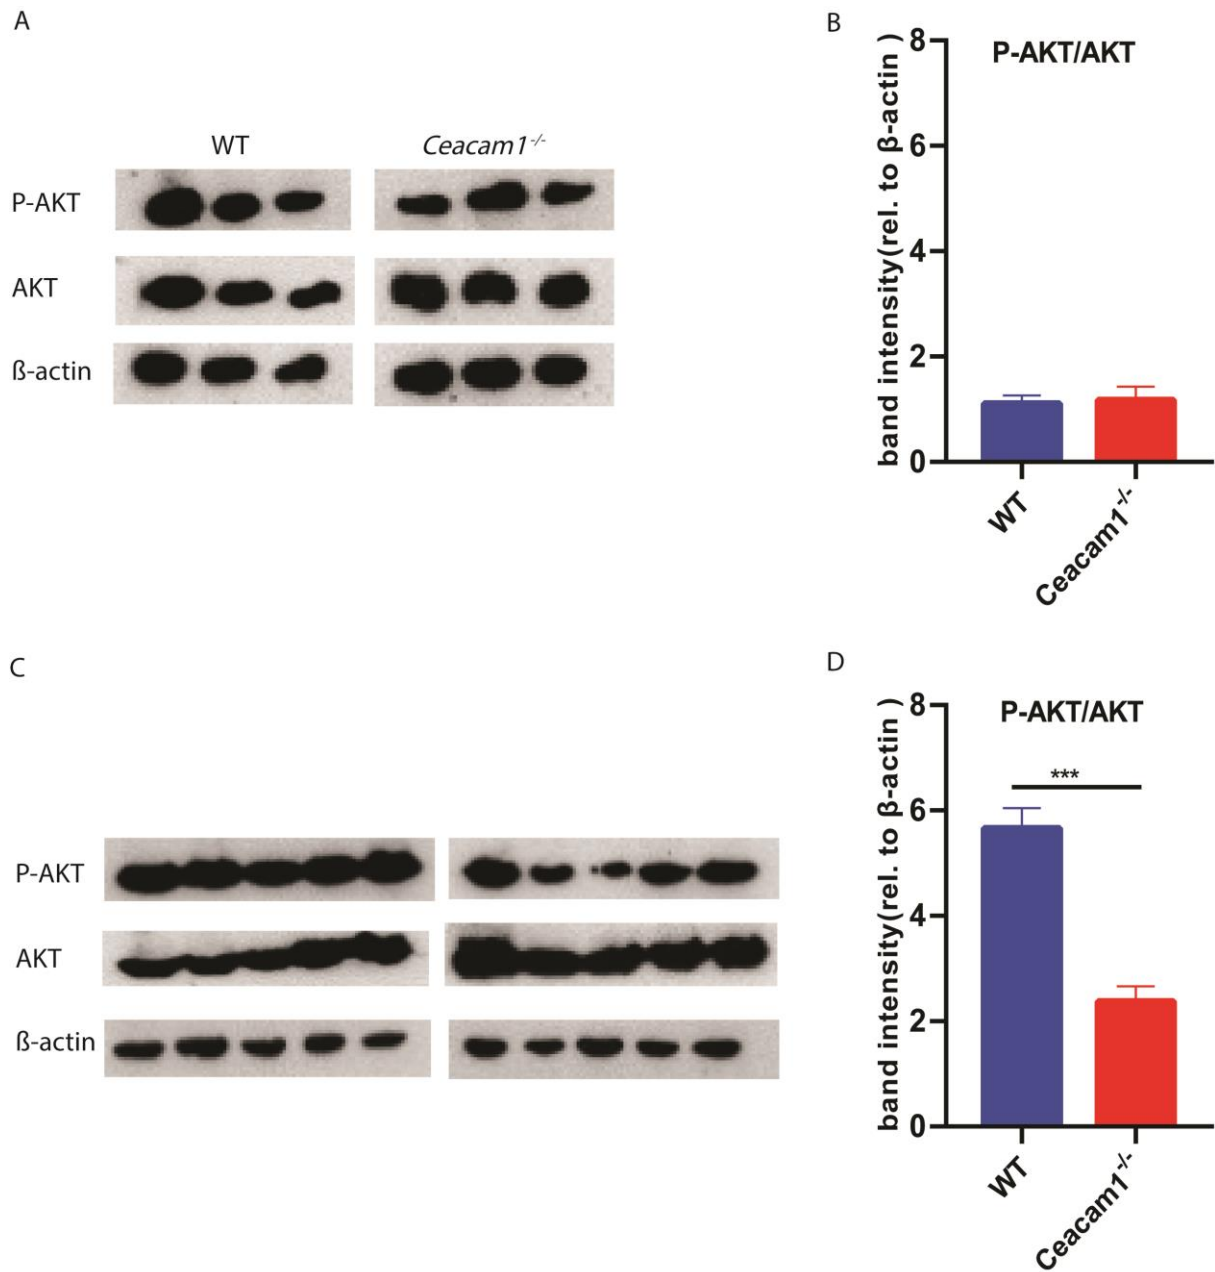 A
WT
Ceacam1-/-
P-AKT
AKT
ß-actin
B
P-AKT/AKT
band intensity(rel. to β-actin )
8
6
4
2
0
WT
Ceacam1-/-
C
P-AKT
AKT
ß-actin
D
P-AKT/AKT
band intensity(rel. to β-actin )
8
6
4
2
0
***
WT
Ceacam1-/-